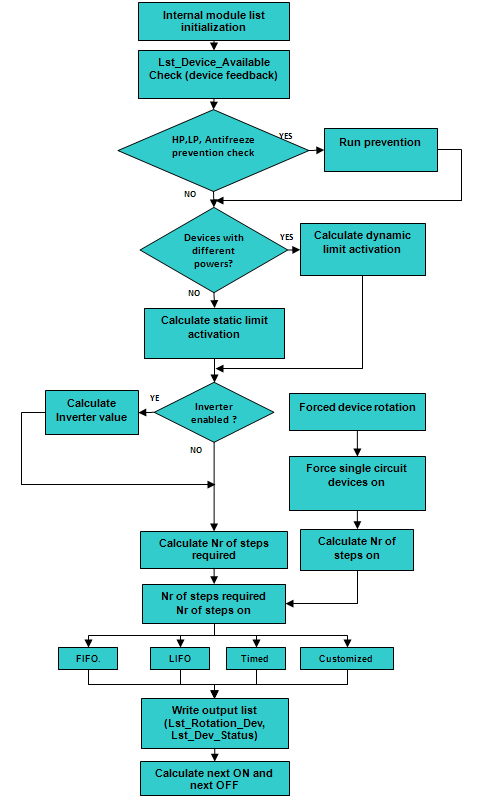 Internal module list
initialization
Lst_Device_Available
Check (device feedback)
HP,LP, Antifreeze
prevention check
YES
Run prevention
NO
Devices with
different
powers?
YES
Calculate dynamic
limit activation
NO
Calculate static limit
activation
Calculate
Inverter value
YE
Inverter
enabled ?
Forced device rotation
NO
Force single circuit
devices on
Calculate Nr of steps
required
Calculate Nr of
steps on
Nr of steps required
Nr of steps on
FIFO.
LIFO
Timed
Customized
Write output list
(Lst_Rotation_Dev,
Lst_Dev_Status)
Calculate next ON and
next OFF